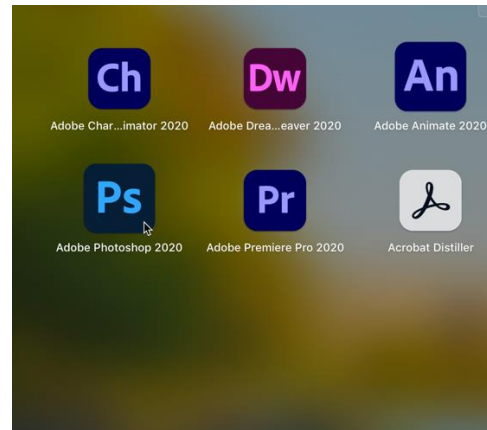 Ch Dw An
Adobe Char...imator 2020 Adobe Drea...eaver 2020 Adobe Animate 2020
Ps Pr
Adobe Photoshop 2020 Adobe Premiere Pro 2020 Acrobat Distiller